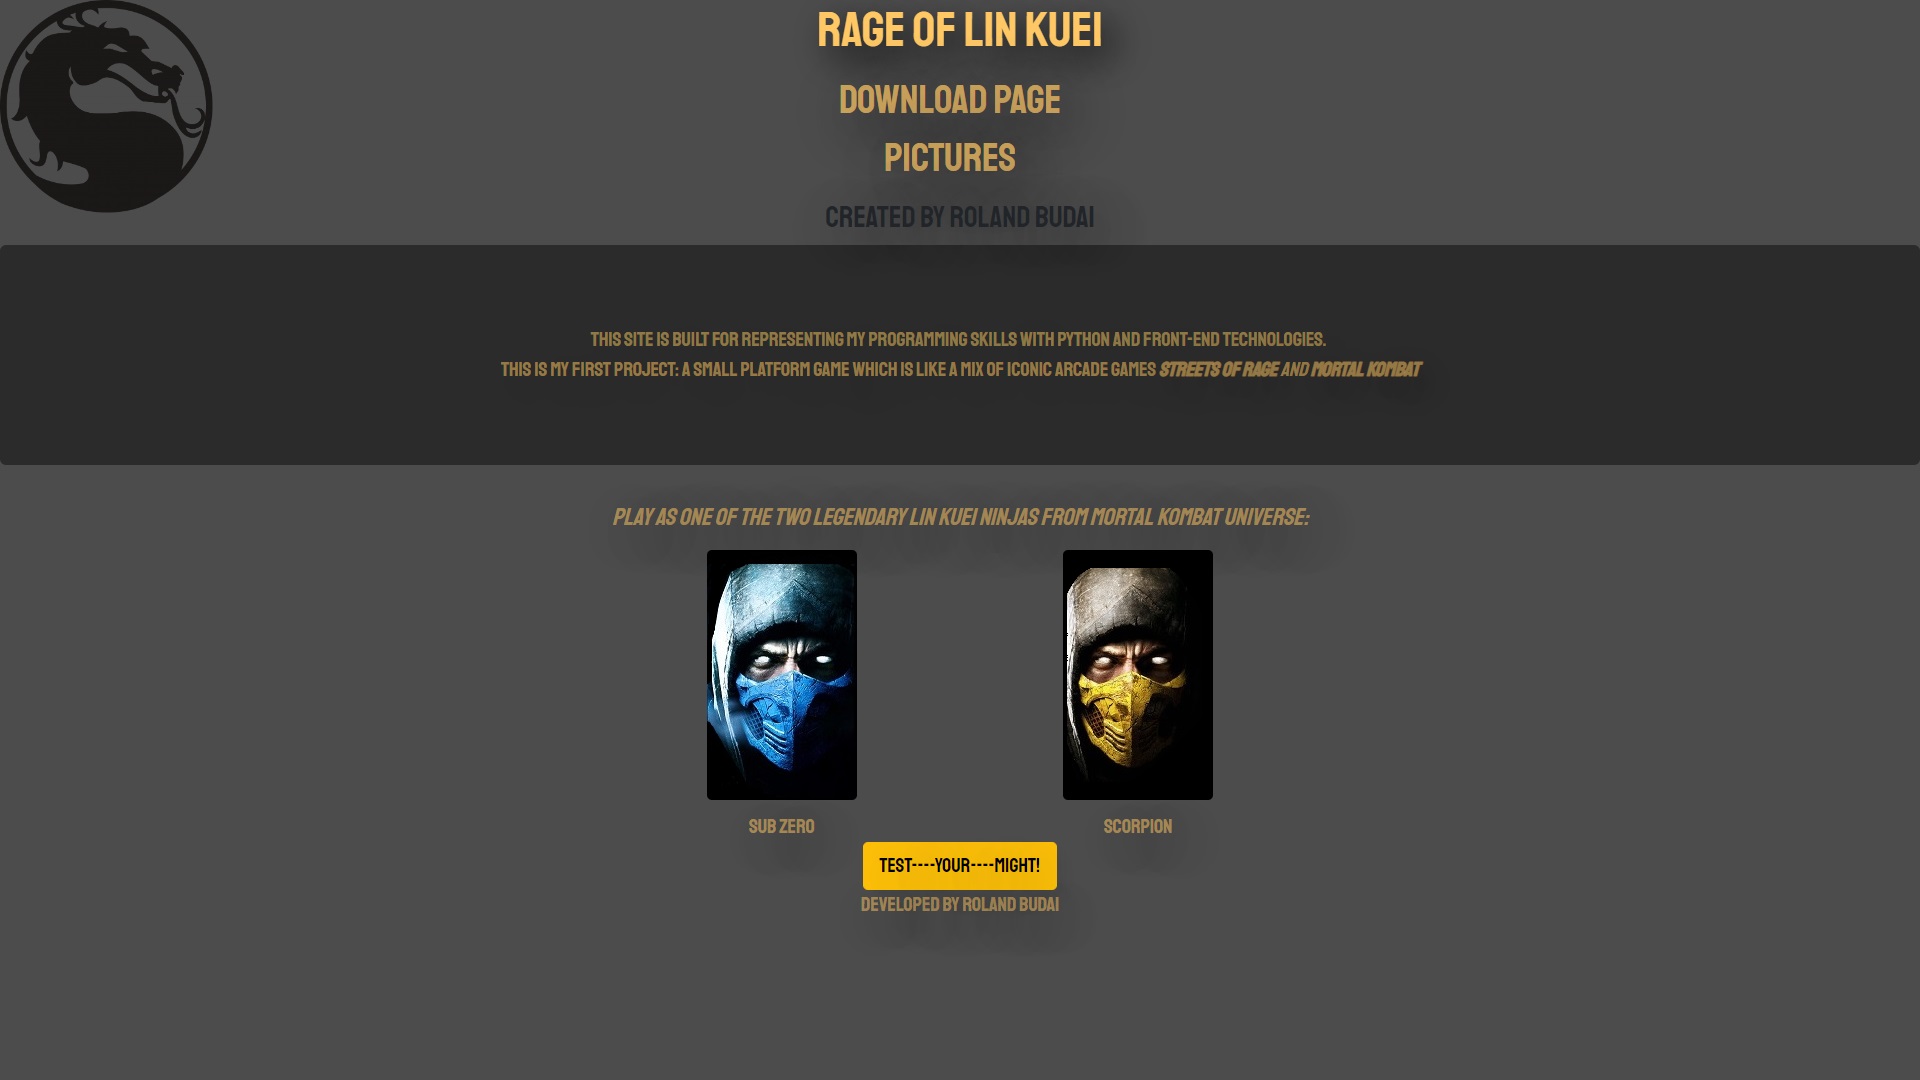 RAGE OF LIN KUEI
DOWNLOAD PAGE
PICTURES
CREATED BY ROLAND BUDAI
THIS SITE IS BUILT FOR REPRESENTING MY PROGRAMMING SKILLS WITH PYTHON AND FRONT-END TECHNOLOGIES.
THIS IS MY FIRST PROJECT: A SMALL PLATFORM GAME WHICH IS LIKE A MIX OF ICONIC ARCADE GAMES STREETS OF RAGE AND MORTAL KOMBAT
PLAY AS ONE OF THE TWO LEGENDARY LIN KUEI NINJAS FROM MORTAL KOMBAT UNIVERSE:
SUB ZERO
SCORPION
TEST----YOUR----MIGHT!
DEVELOPED BY ROLAND BUDAI